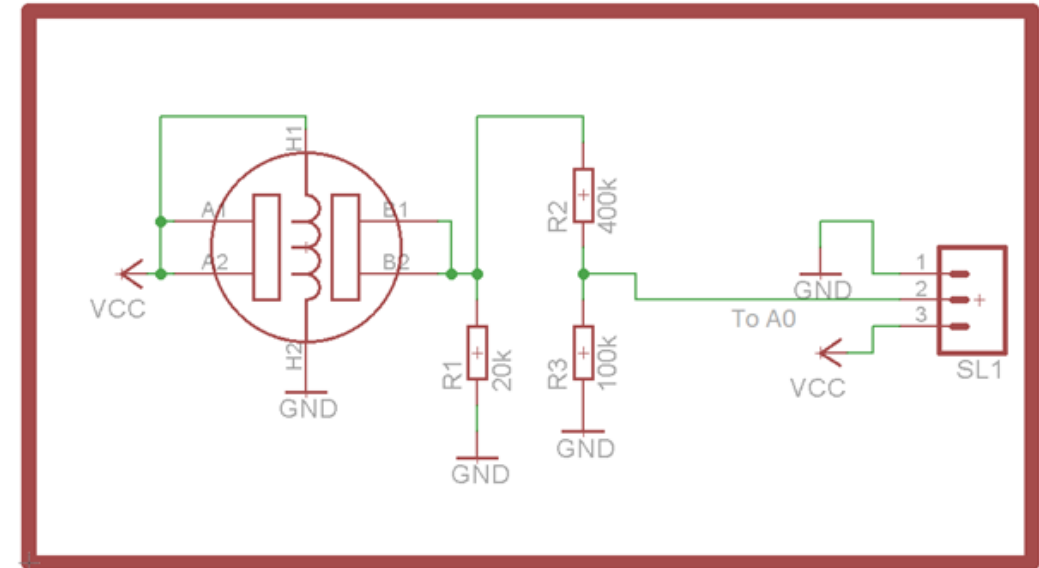 H1
A1
B1
A2
B2
VCC
H2
GND
R1
20k
GND
R2
400k
R3
100k
GND
To A0
GND
VCC
1
2
3
SL1